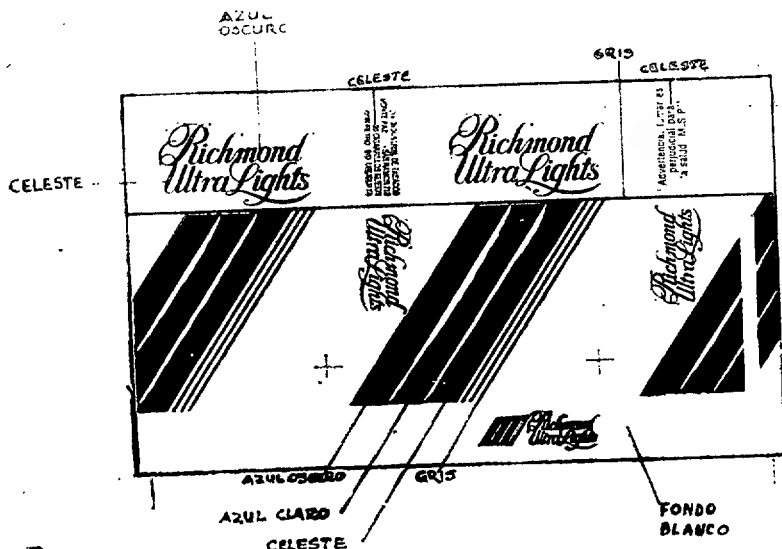 AZUL
OSCURO
GRIS
CELESTE
CELESTE
CELESTE
Richmond
Ultra Lights
Richmond
Ultra Lights
"Advertencia, fumar es
perjudicial para
la salud M.S.P."
Richmond
Ultra Lights
Richmond
Ultra Lights
Richmond
Ultra Lights
AZUL OSCURO
GRIS
AZUL CLARO
CELESTE
FONDO
BLANCO